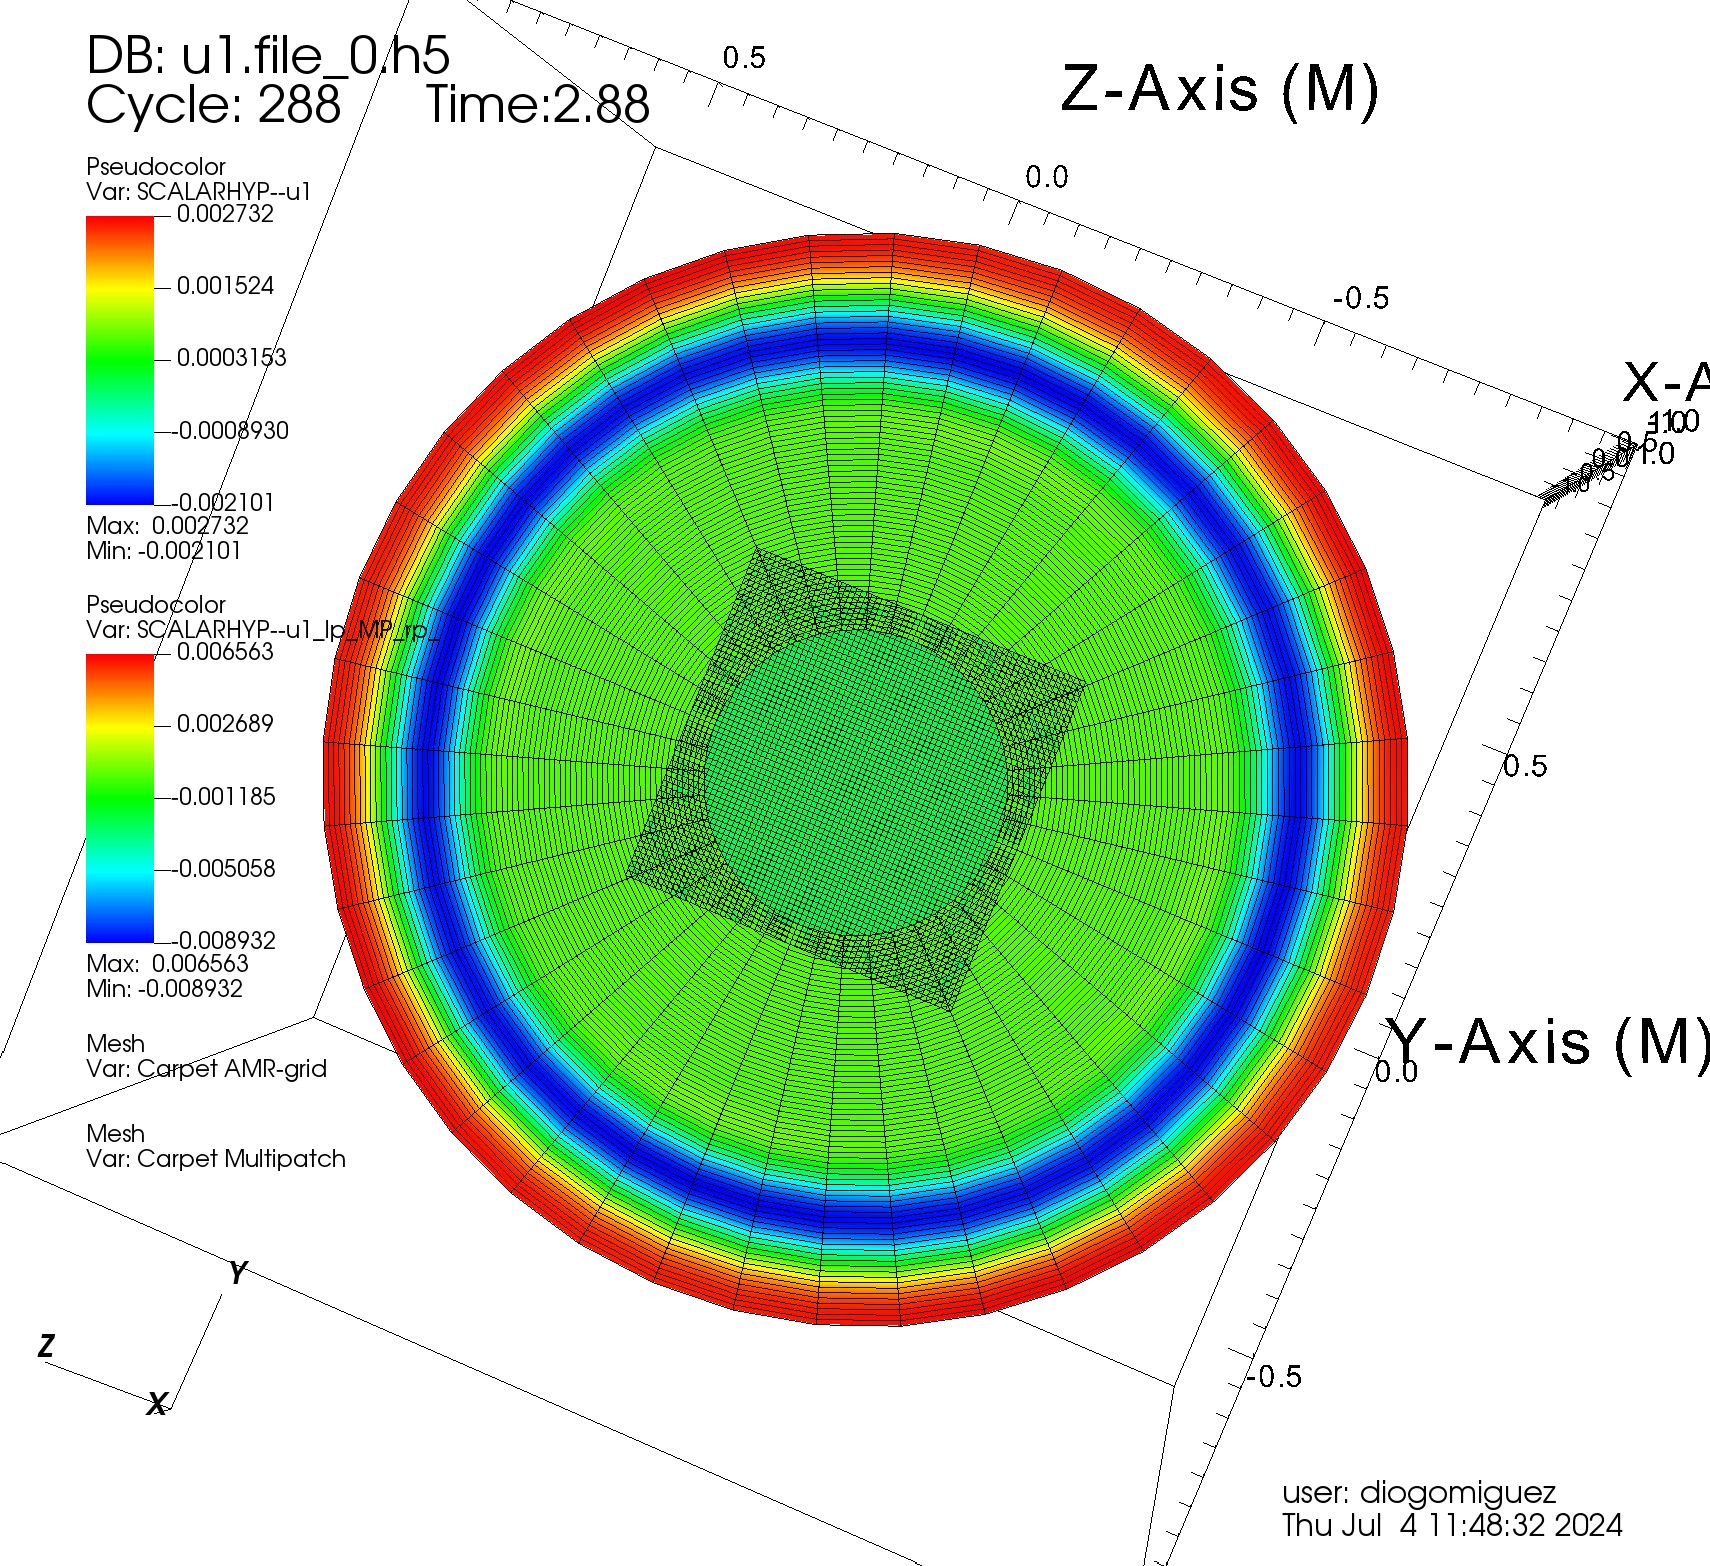 DB: u1.file_0.h5
Cycle: 288 Time:2.88
Pseudocolor
Var: SCALARHYP--u1
0.002732
0.001524
0.0003153
-0.0008930
-0.002101
Max: 0.002732
Min: -0.002101
Pseudocolor
Var: SCALARHYP--u1_lp_MP_rp_
0.006563
0.002689
-0.001185
-0.005058
-0.008932
Max: 0.006563
Min: -0.008932
Mesh
Var: Carpet AMR-grid
Mesh
Var: Carpet Multipatch
Z-Axis (M)
0.5
0.0
-0.5
X-A
0.5
Y-Axis (M)
0.0
-0.5
Y
Z
X
user: diogomiguez
Thu Jul 4 11:48:32 2024